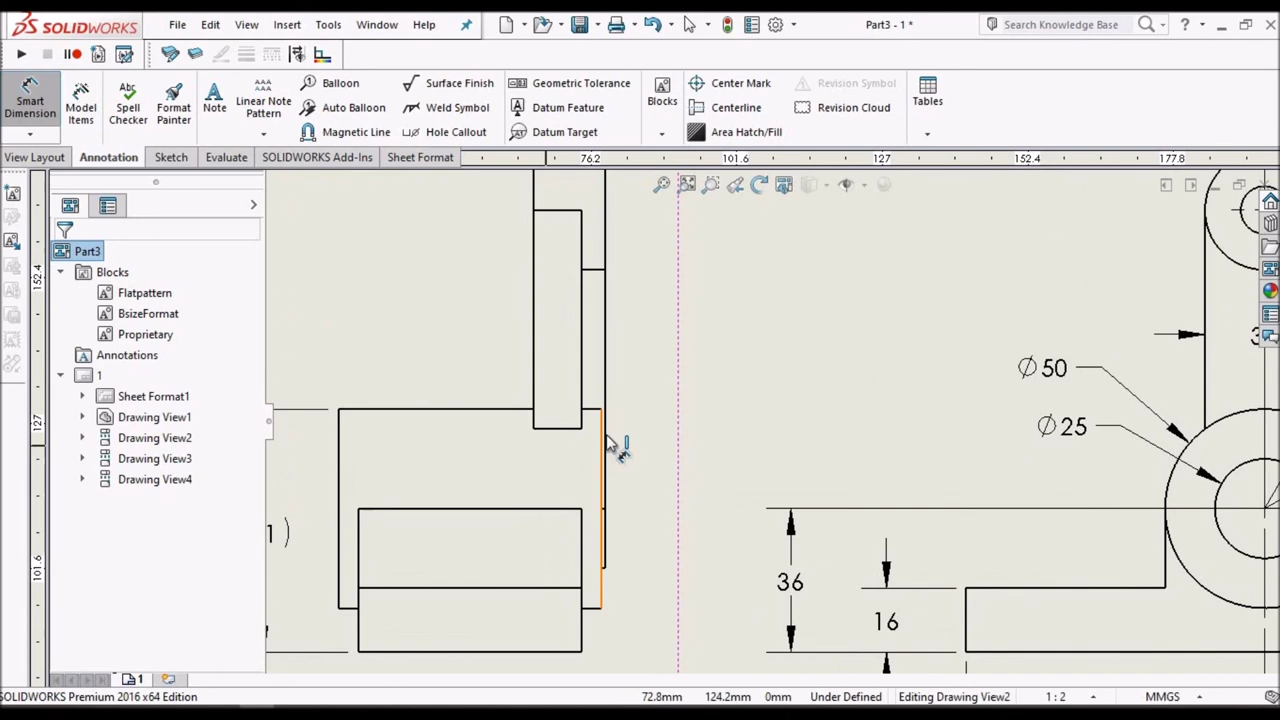 SOLIDWORKS File Edit View Insert Tools Window Help Part3 - 1 * Search Knowledge Base ?
Smart Dimension
Model Items
Spell Checker
Format Painter
Note
Linear Note Pattern
Balloon
Auto Balloon
Magnetic Line
Surface Finish
Weld Symbol
Hole Callout
Geometric Tolerance
Datum Feature
Datum Target
Blocks
Center Mark
Centerline
Area Hatch/Fill
Revision Symbol
Revision Cloud
Tables
View Layout Annotation Sketch Evaluate SOLIDWORKS Add-Ins Sheet Format
76.2 101.6 127 152.4 177.8
152.4
127
101.6
Part3
Blocks
Flatpattern
BsizeFormat
Proprietary
Annotations
1
Sheet Format1
Drawing View1
Drawing View2
Drawing View3
Drawing View4
1 )
3
∅50
∅25
36
16
1
SOLIDWORKS Premium 2016 x64 Edition 72.8mm 124.2mm 0mm Under Defined Editing Drawing View2 1 : 2 MMGS